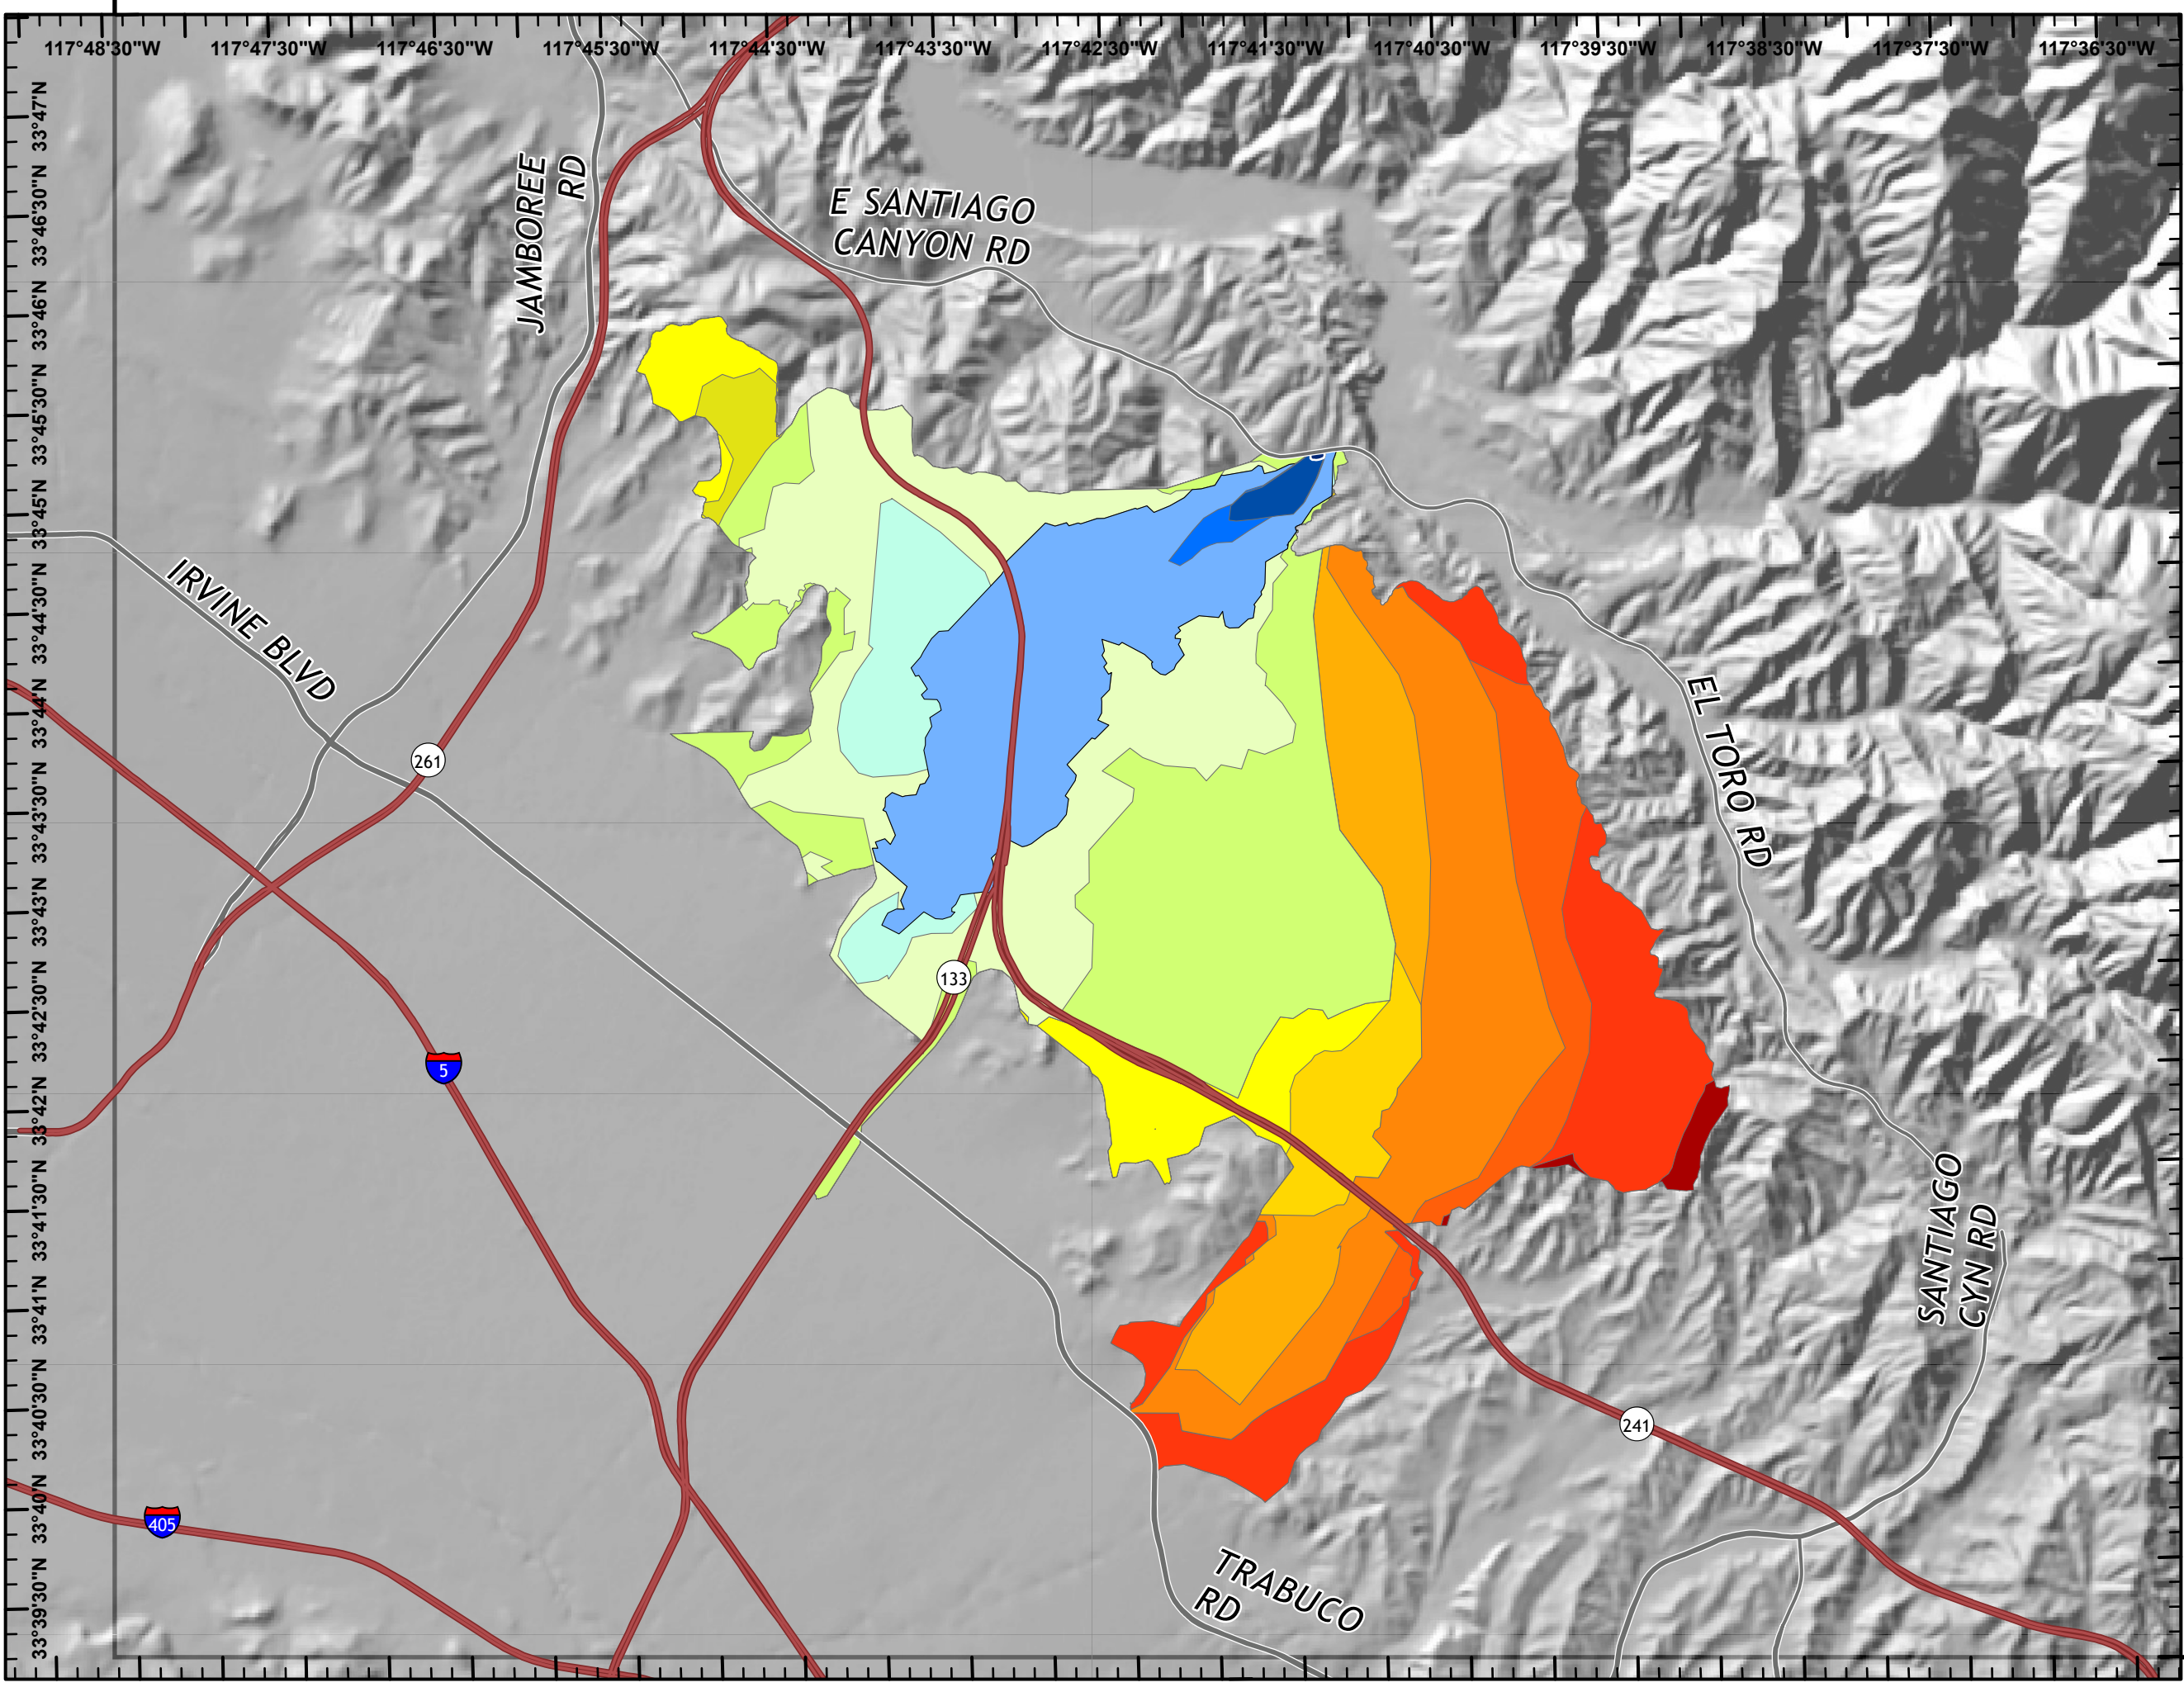 117°48'30"W
117°47'30"W
117°46'30"W
117°45'30"W
117°44'30"W
117°43'30"W
117°42'30"W
117°41'30"W
117°40'30"W
117°39'30"W
117°38'30"W
117°37'30"W
117°36'30"W
33°47'N
33°46'30"N
33°46'N
33°45'30"N
33°45'N
33°44'30"N
33°44'N
33°43'30"N
33°43'N
33°42'30"N
33°42'N
33°41'30"N
33°41'N
33°40'30"N
33°40'N
33°39'30"N
JAMBOREE
RD
E SANTIAGO
CANYON RD
IRVINE BLVD
261
EL TORO RD
133
5
SANTIAGO
CYN RD
241
405
TRABUCO
RD